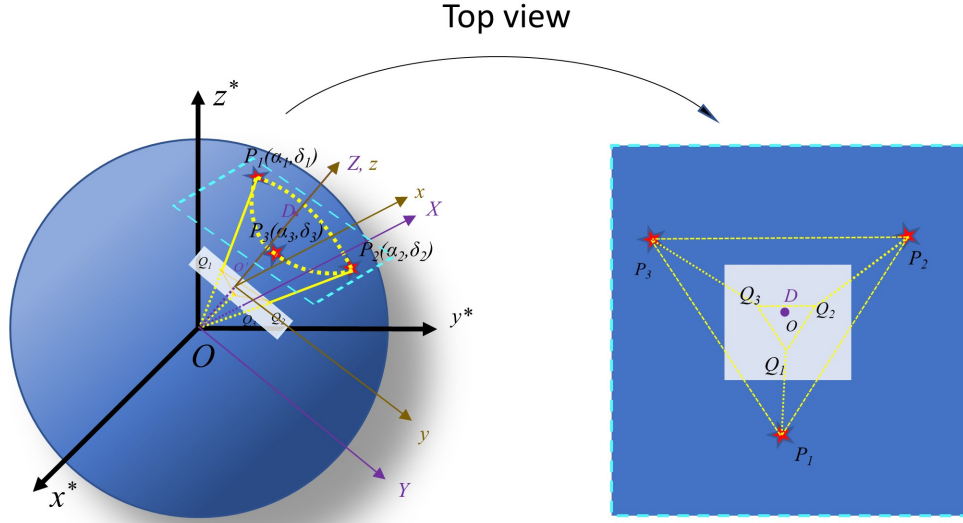 Top view
z*
P1(α1,δ1)
Z, z
x
X
D
P3(α3,δ3)
P2(α2,δ2)
Q1
O'
Q3
Q2
y*
O
x*
y
Y
P3
P2
Q3
D
Q2
O
Q1
P1